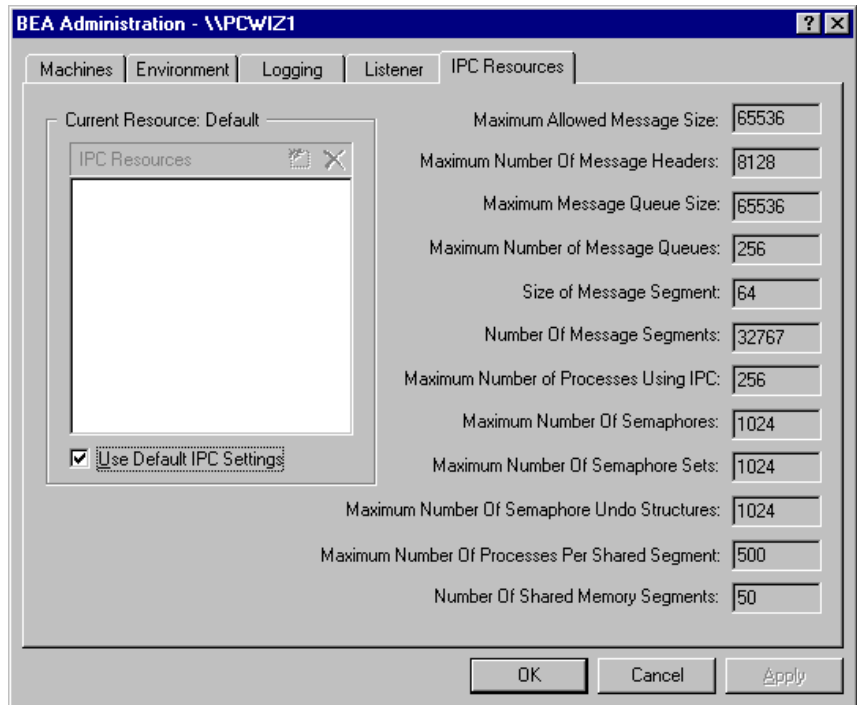 BEA Administration - \\PCWIZ1
Machines Environment Logging Listener IPC Resources
Current Resource: Default
IPC Resources
Use Default IPC Settings
Maximum Allowed Message Size: 65536
Maximum Number Of Message Headers: 8128
Maximum Message Queue Size: 65536
Maximum Number of Message Queues: 256
Size of Message Segment: 64
Number Of Message Segments: 32767
Maximum Number of Processes Using IPC: 256
Maximum Number Of Semaphores: 1024
Maximum Number Of Semaphore Sets: 1024
Maximum Number Of Semaphore Undo Structures: 1024
Maximum Number Of Processes Per Shared Segment: 500
Number Of Shared Memory Segments: 50
OK Cancel Apply